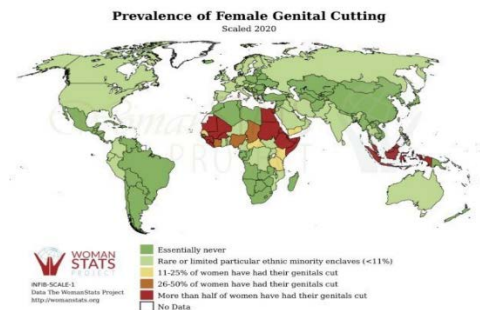 Prevalence of Female Genital Cutting
Scaled 2020
Woman
PROJECT
WOMAN
STATS
PROJECT
INFIB-SCALE-1
Data The WomanStats Project
http://womanstats.org
Essentially never
Rare or limited particular ethnic minority enclaves (<11%)
11-25% of women have had their genitals cut
26-50% of women have had their genitals cut
More than half of women have had their genitals cut
No Data